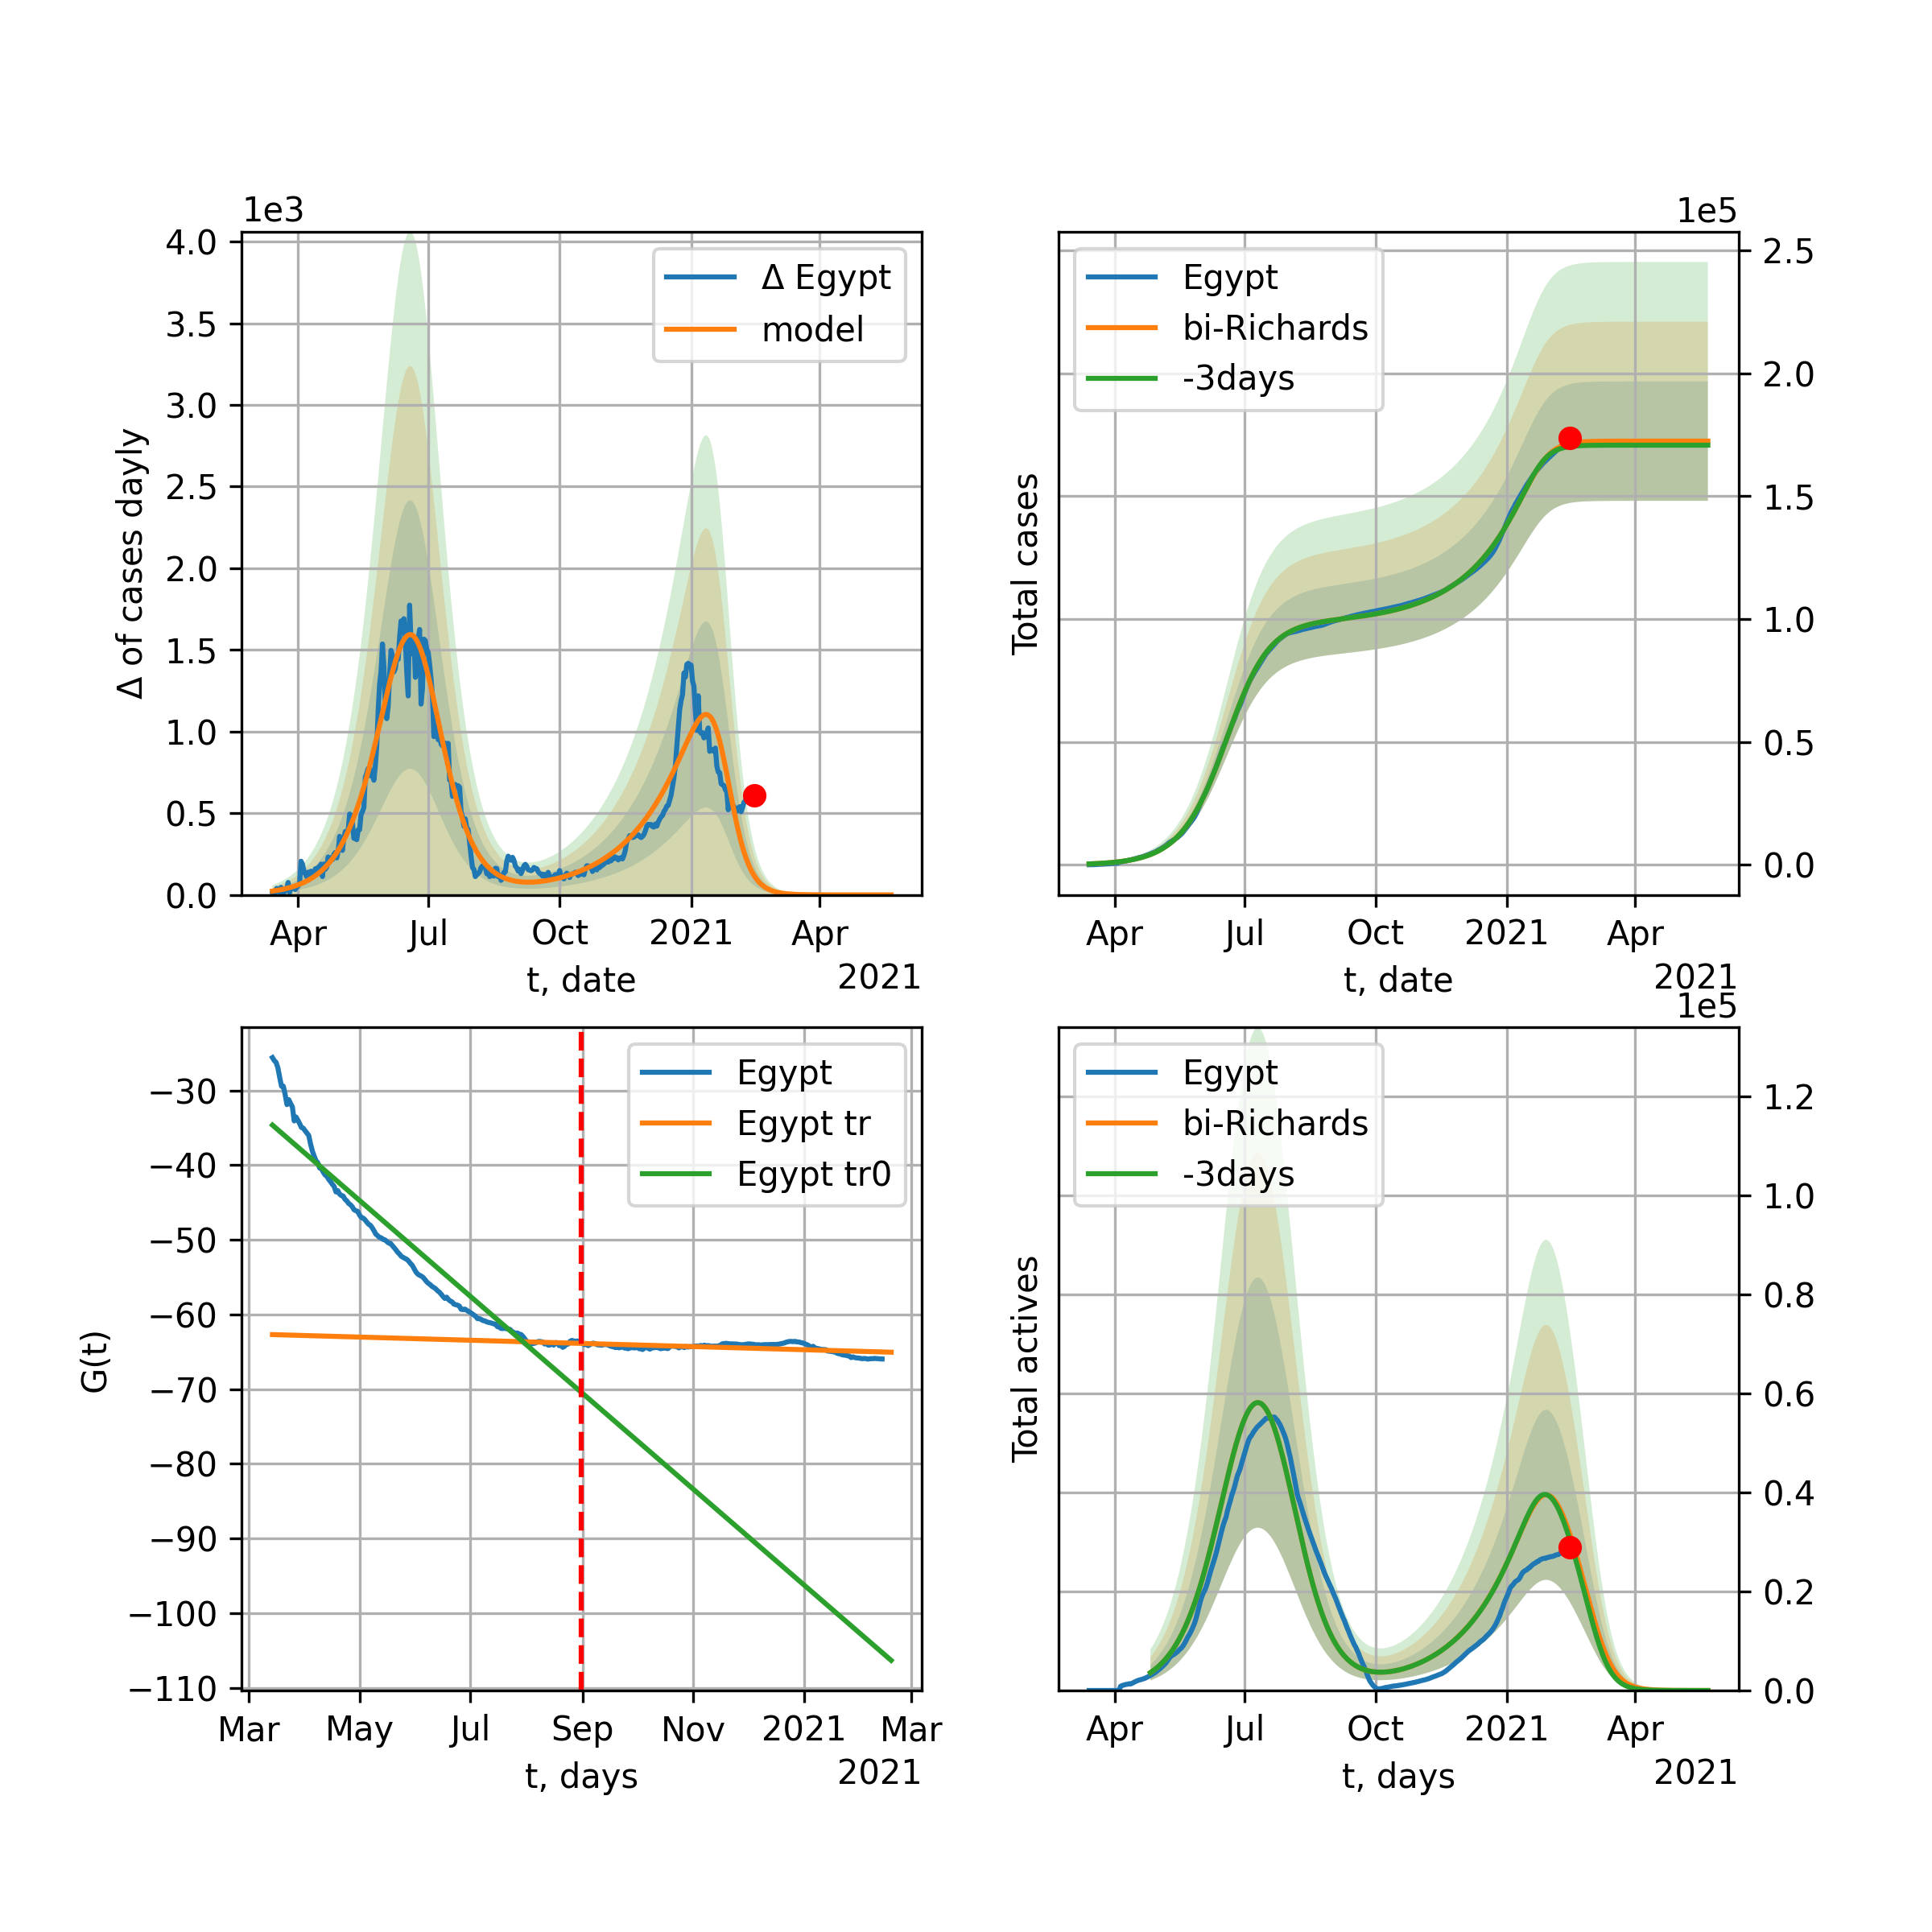 1e3
4.0
3.5
3.0
2.5
2.0
1.5
1.0
0.5
0.0
Δ of cases dayly
Δ Egypt
model
Apr
Jul
Oct
2021
Apr
t, date
2021
1e5
2.5
2.0
1.5
1.0
0.5
0.0
Total cases
Egypt
bi-Richards
-3days
Apr
Jul
Oct
2021
Apr
t, date
2021
−30
−40
−50
−60
−70
−80
−90
−100
−110
G(t)
Egypt
Egypt tr
Egypt tr0
Mar
May
Jul
Sep
Nov
2021
Mar
t, days
2021
1e5
1.2
1.0
0.8
0.6
0.4
0.2
0.0
Total actives
Egypt
bi-Richards
-3days
Apr
Jul
Oct
2021
Apr
t, days
2021